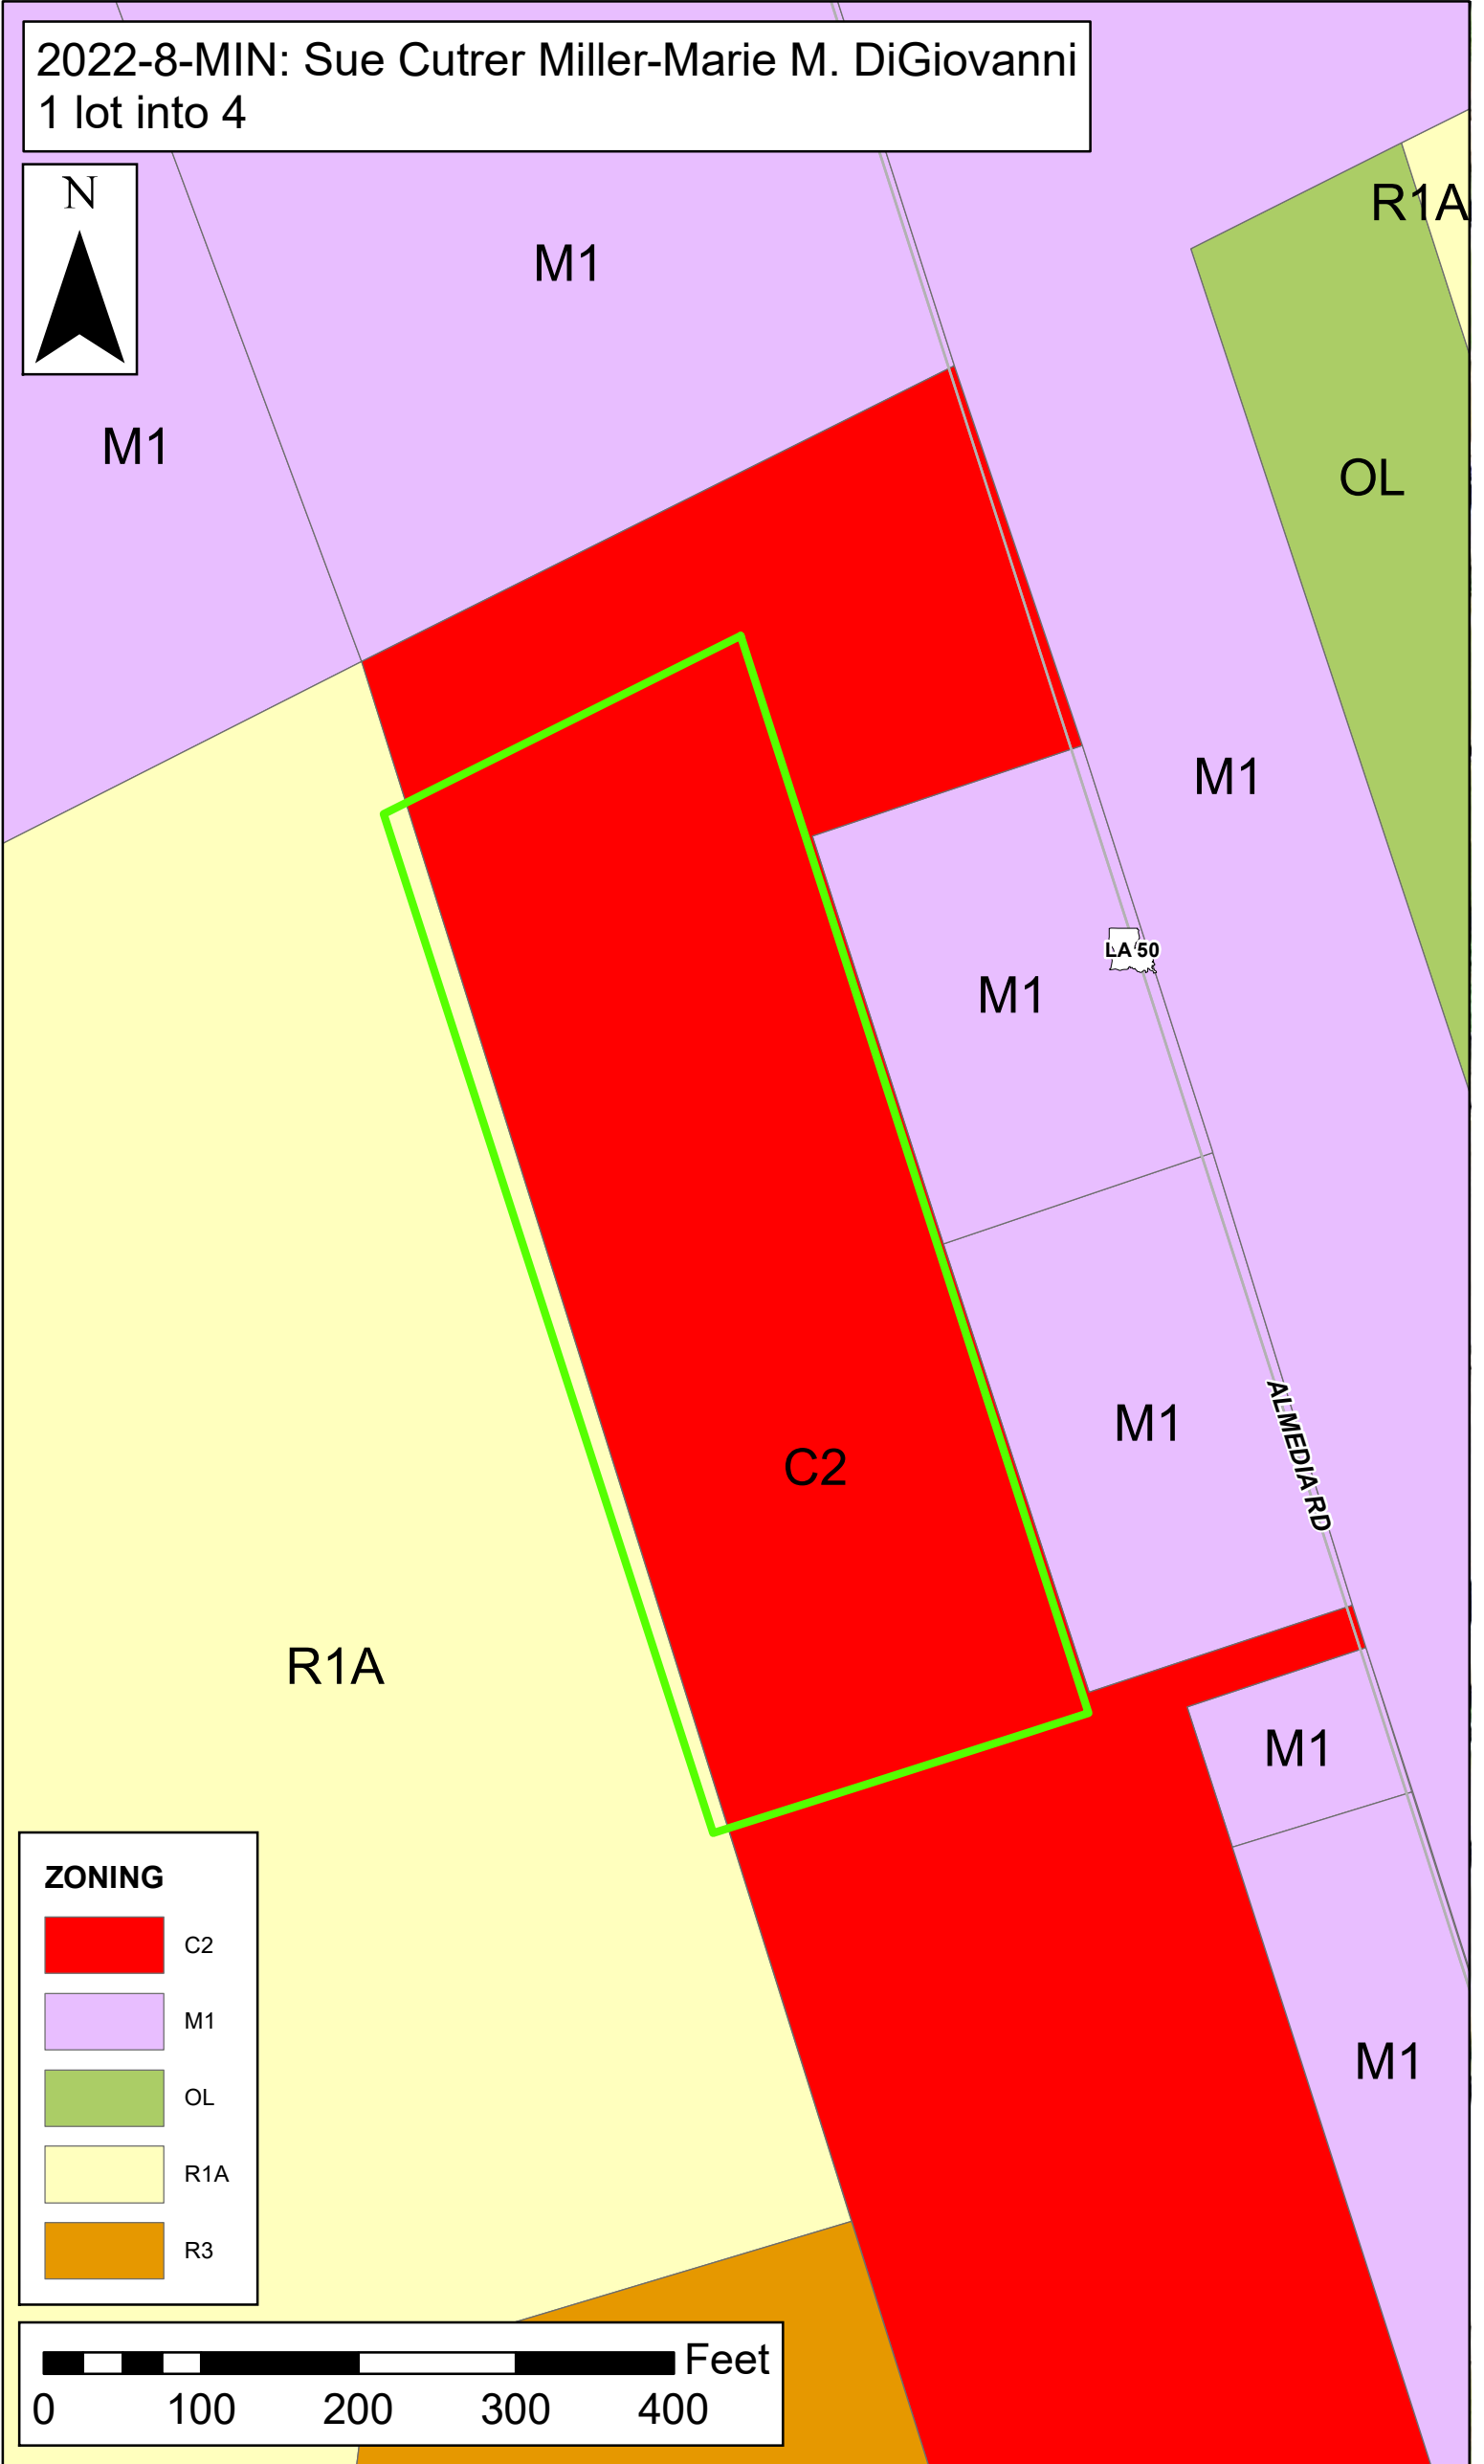 2022-8-MIN: Sue Cutrer Miller-Marie M. DiGiovanni
1 lot into 4
N
R1A
M1
M1
OL
M1
LA 50
M1
ALMEDIA RD
M1
C2
R1A
M1
M1
ZONING
C2
M1
OL
R1A
R3
Feet
0 100 200 300 400